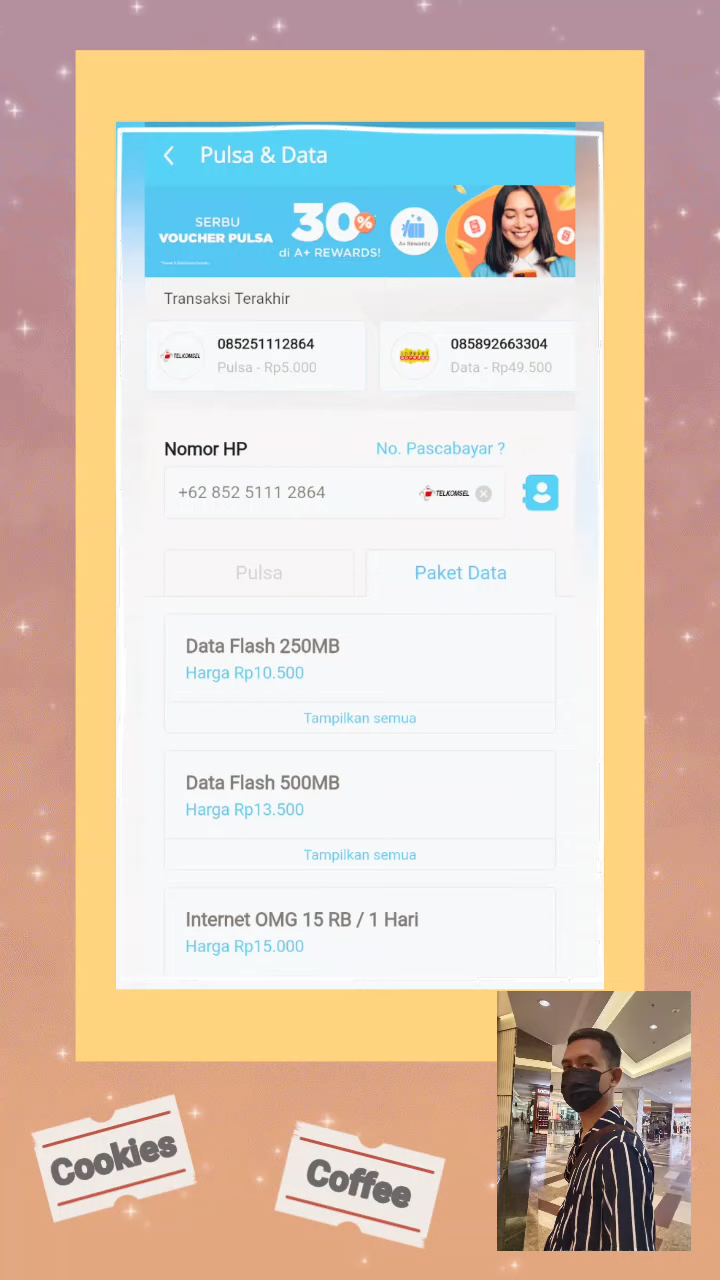 Pulsa & Data
SERBU
VOUCHER PULSA
30%
di A+ REWARDS!
A+ Rewards
Transaksi Terakhir
TELKOMSEL
085251112864
Pulsa - Rp5.000
085892663304
Data - Rp49.500
Nomor HP
No. Pascabayar ?
+62 852 5111 2864
TELKOMSEL
Pulsa
Paket Data
Data Flash 250MB
Harga Rp10.500
Tampilkan semua
Data Flash 500MB
Harga Rp13.500
Tampilkan semua
Internet OMG 15 RB / 1 Hari
Harga Rp15.000
Cookies
Coffee